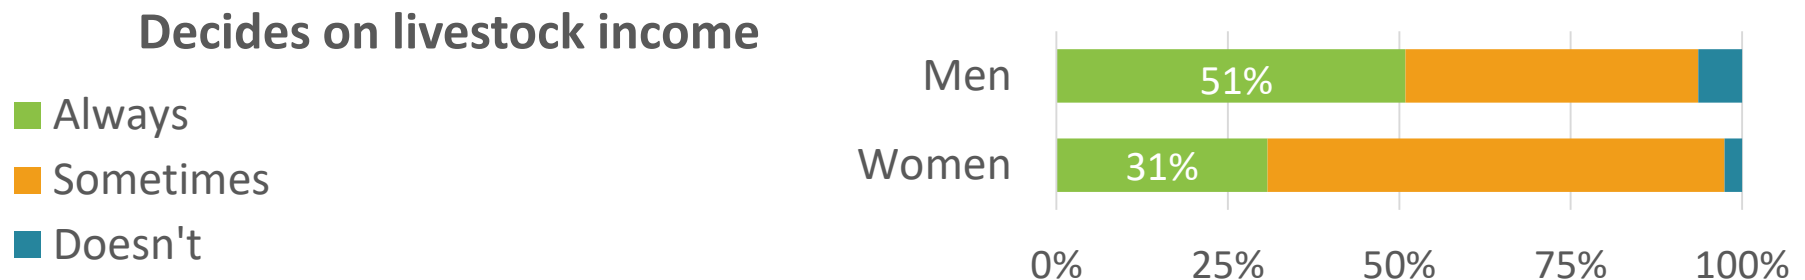 Decides on livestock income
Always
Sometimes
Doesn't
Men
51%
Women
31%
0% 25% 50% 75% 100%